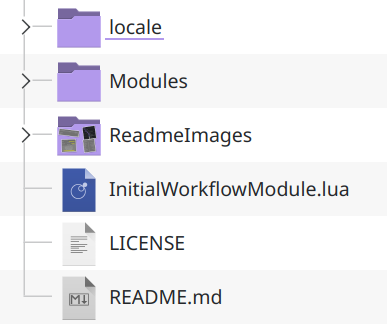 locale
Modules
ReadmeImages
InitialWorkflowModule.lua
LICENSE
README.md